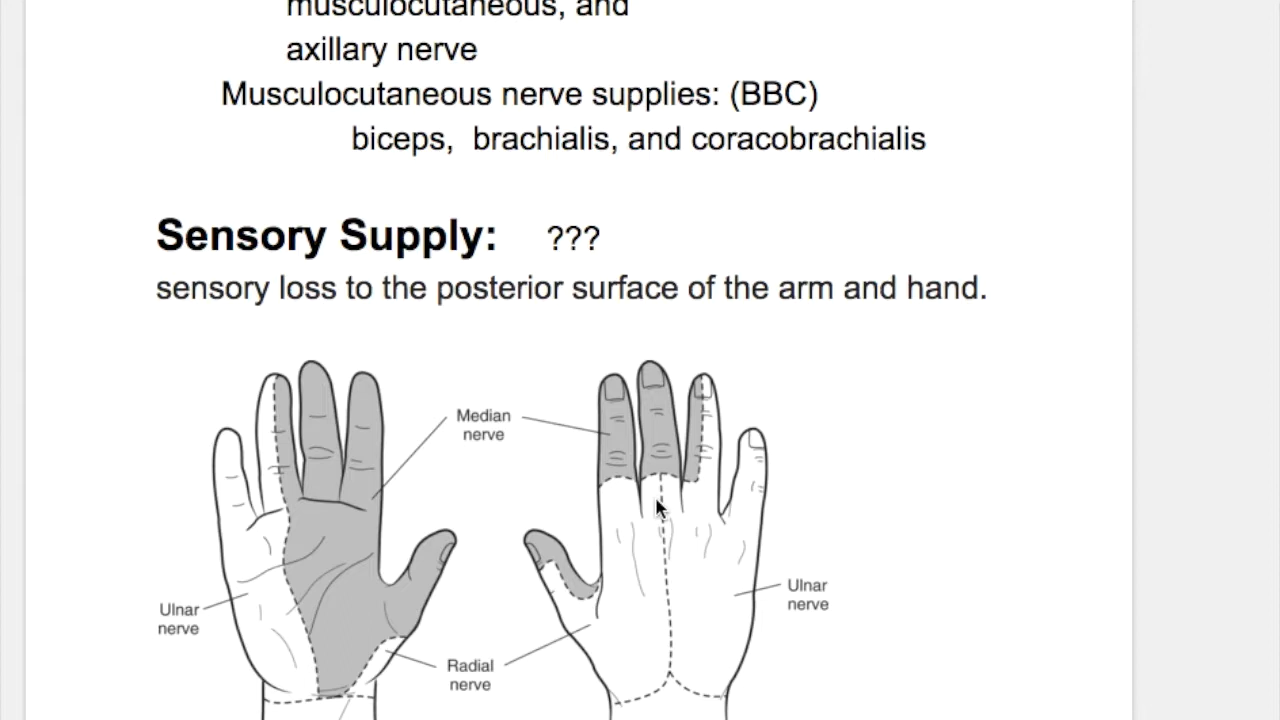 musculocutaneous, and
axillary nerve
Musculocutaneous nerve supplies: (BBC)
biceps,  brachialis, and coracobrachialis
Sensory Supply: ???
sensory loss to the posterior surface of the arm and hand.
Median
nerve
Ulnar
nerve
Ulnar
nerve
Radial
nerve